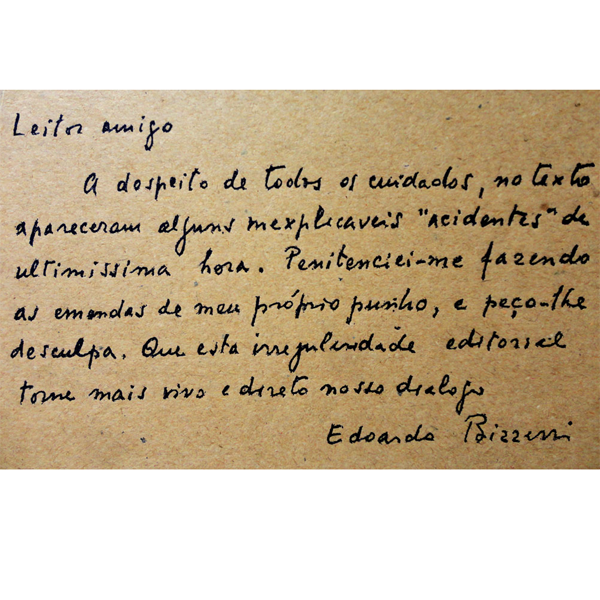 Leitor amigo
A despeito de todos os cuidados, no texto
apareceram alguns inexplicaveis "acidentes" de
ultimissima hora. Penitenciei-me fazendo
as emendas de meu próprio punho, e peço-lhe
desculpa. Que esta irregularidade editorial
torne mais vivo e direto nosso dialogo
Edoardo Bizzarri